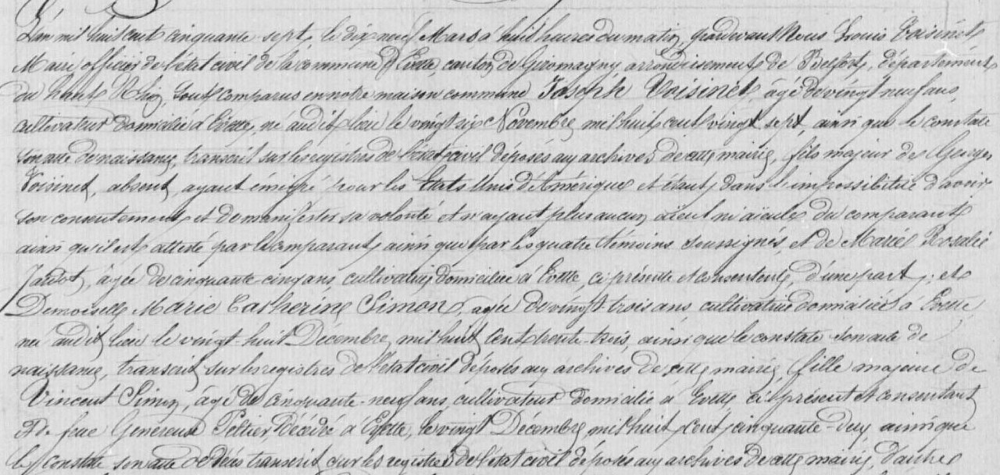 L'an mil huit cent cinquante-sept, le dix neuf Mars à huit heures du matin, pardevant Nous Louis Voisinet
Maire officier de l'état civil de la commune d'Evette, canton de Giromagny arrondissement de Belfort, département
du haut Rhin, sont comparus en notre maison commune Joseph Voisinet, âgé de vingt neuf ans,
cultivateur domicilié à Evette, né audit lieu le vingt six Novembre mil huit cent vingt sept, ainsi que le constate
son acte de naissance, transcrit sur les registres de l'état civil déposés aux archives de cette mairie, fils majeur de Georges
Voisinet, absent, ayant émigré pour les Etats Unis d'Amérique et étant dans l'impossibilité d'avoir
son consentement et de manifester sa volonté et n'ayant plus aucun aïeul ni aïeule du comparant
ainsi qu'il est attesté par le comparant ainsi que par les quatre témoins soussignés, et de Marie Rosalie
Jardot, âgée de cinquante-cinq ans, cultivatrice domiciliée à Evette, ci présente et consentente, d'une part; et
Demoiselle Marie Catherine Simon, agée de vingt-trois ans cultivatrice domiciliée à Evette,
née audit lieu le vingt-huit Décembre mil huit cent trente-trois, ainsi que le constate son acte de
naissance, transcrit sur les registres de l'état civil déposés aux archives de cette mairie, fille majeure de
Vincent Simon, âgé de cinquante-neuf ans, cultivateur domicilié à Evette ci présent et consentant
Et de feue Généreuse Peltier, décédée à Evette, le vingt Décembre mil huit cent cinquante-deux ainsi que
le constate son acte de décès transcrit sur les registres de l'état civil déposés aux archives de cette mairie, d'autre